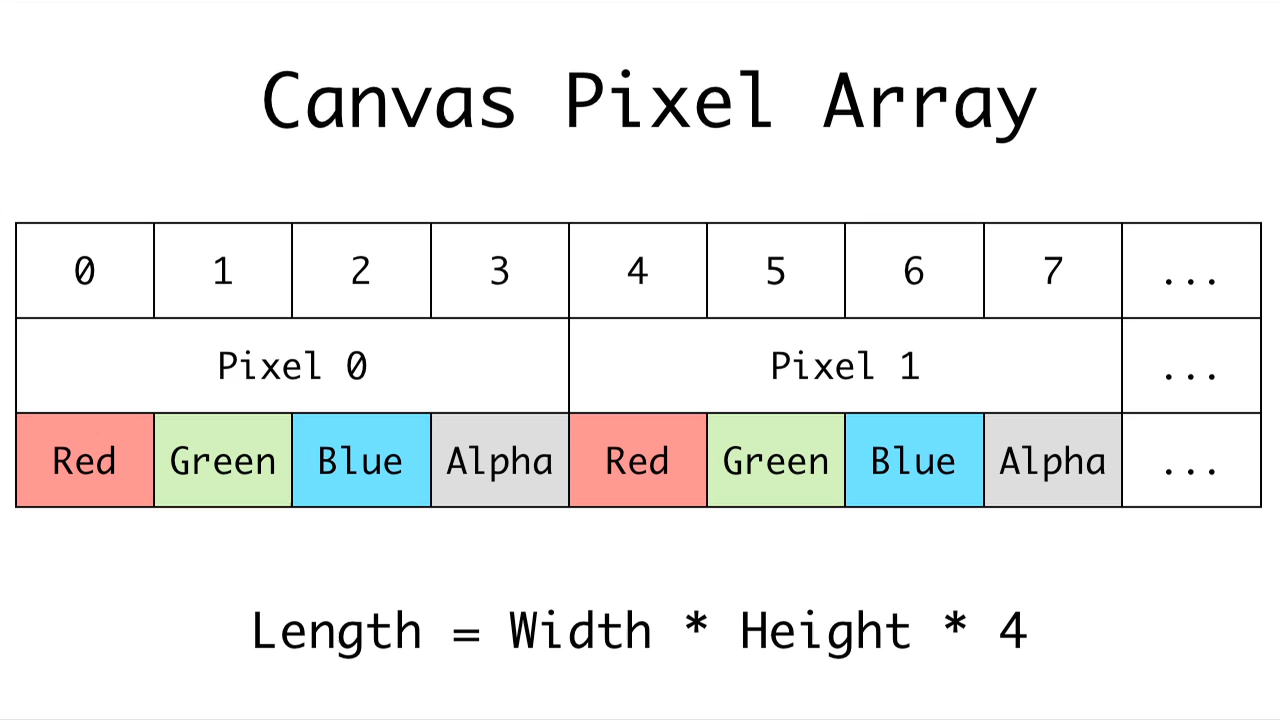 Canvas Pixel Array
0 1 2 3 4 5 6 7 ...
Pixel 0 Pixel 1 ...
Red Green Blue Alpha Red Green Blue Alpha ...
Length = Width * Height * 4